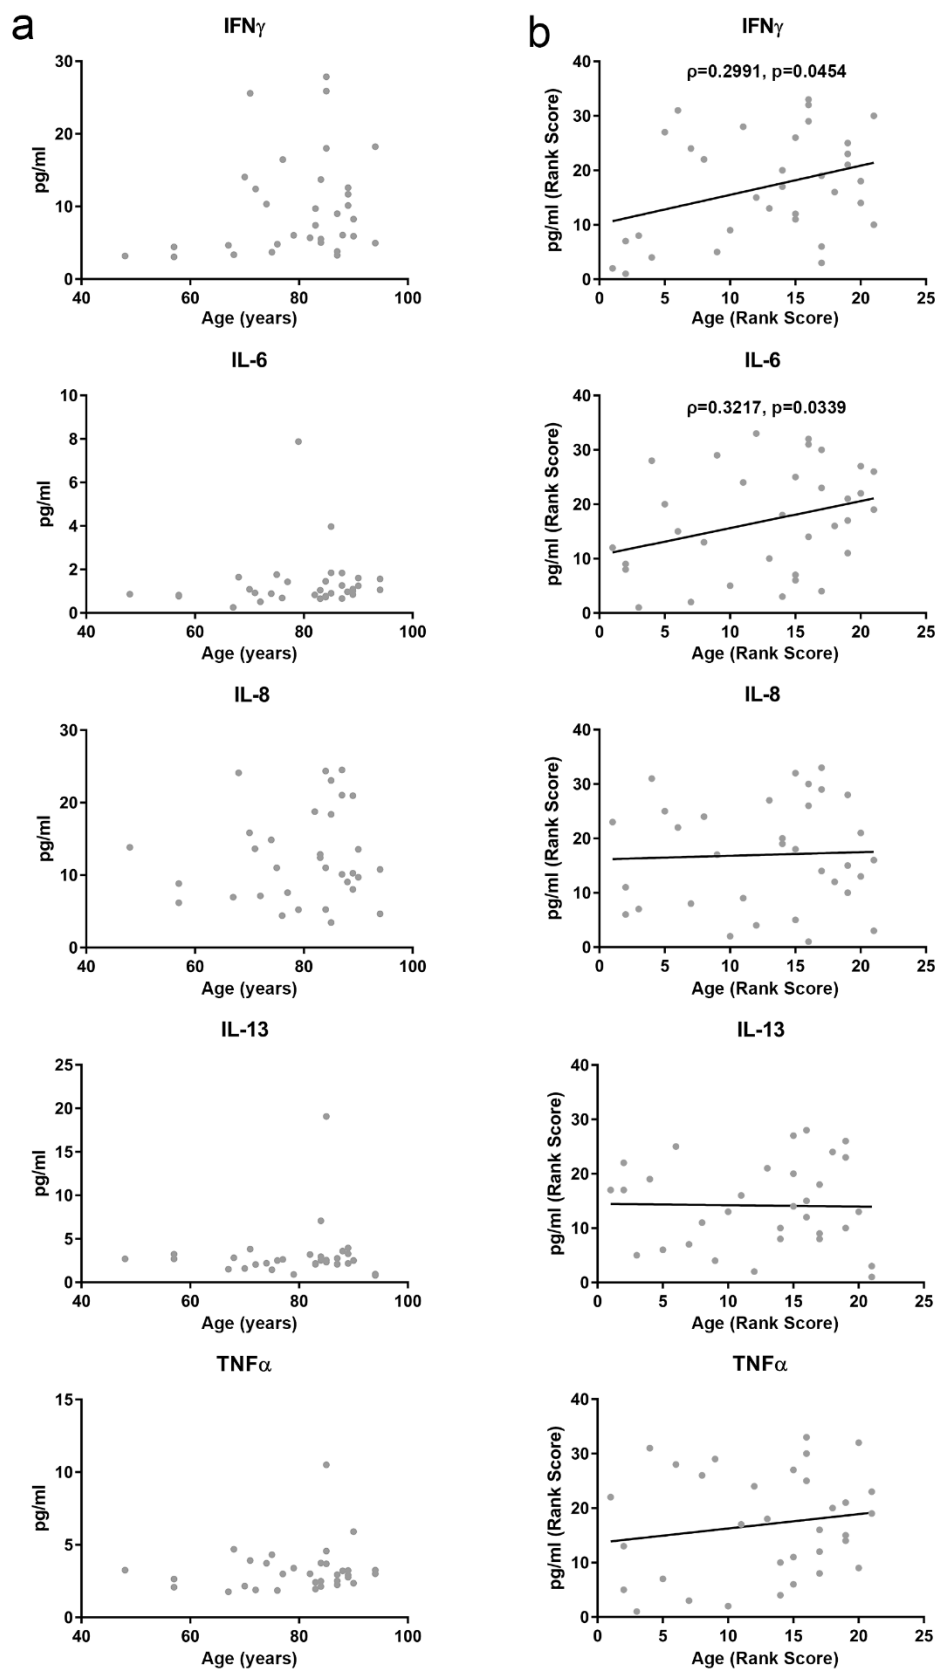 a
b
IFNγ
30
20
10
0
pg/ml
40 60 80 100
Age (years)
IFNγ
ρ=0.2991, p=0.0454
40
30
20
10
0
pg/ml (Rank Score)
0 5 10 15 20 25
Age (Rank Score)
IL-6
10
8
6
4
2
0
pg/ml
40 60 80 100
Age (years)
IL-6
ρ=0.3217, p=0.0339
40
30
20
10
0
pg/ml (Rank Score)
0 5 10 15 20 25
Age (Rank Score)
IL-8
30
20
10
0
pg/ml
40 60 80 100
Age (years)
IL-8
40
30
20
10
0
pg/ml (Rank Score)
0 5 10 15 20 25
Age (Rank Score)
IL-13
25
20
15
10
5
0
pg/ml
40 60 80 100
Age (years)
IL-13
40
30
20
10
0
pg/ml (Rank Score)
0 5 10 15 20 25
Age (Rank Score)
TNFα
15
10
5
0
pg/ml
40 60 80 100
Age (years)
TNFα
40
30
20
10
0
pg/ml (Rank Score)
0 5 10 15 20 25
Age (Rank Score)